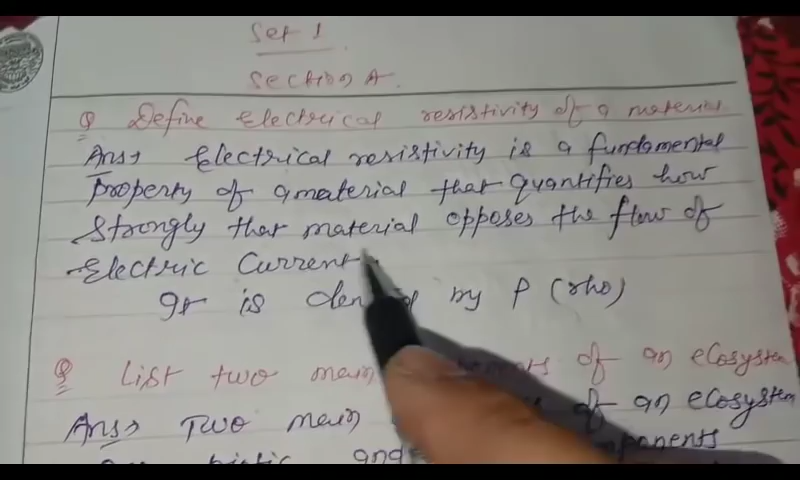 Set 1
Section A.
Q Define Electrical resistivity of a material
Ans→ Electrical resistivity is a fundamental
Property of a material that quantifies how
Strongly that material opposes the flow of
Electric Current.
It is by ρ (rho)
Q List two main of an ecosystem
Ans→ Two main of an ecosystem
biotic and